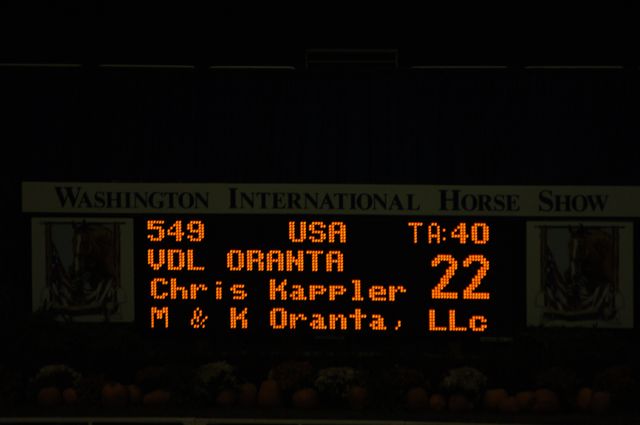 WASHINGTON INTERNATIONAL HORSE SHOW
549 USA TA:40
VDL ORANTA 22
Chris Kappler
M & K Oranta, LLc